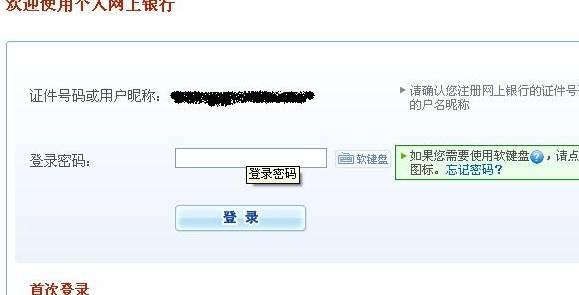 欢迎使用个人网上银行
证件号码或用户昵称：
请确认您注册网上银行的证件号
的户名昵称
登录密码：
软键盘
如果您需要使用软键盘?，请点
图标。忘记密码？
登录密码
登 录
首次登录